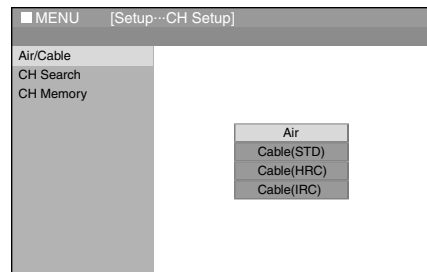 MENU [Setup···CH Setup]
Air/Cable
CH Search
CH Memory
Air
Cable(STD)
Cable(HRC)
Cable(IRC)